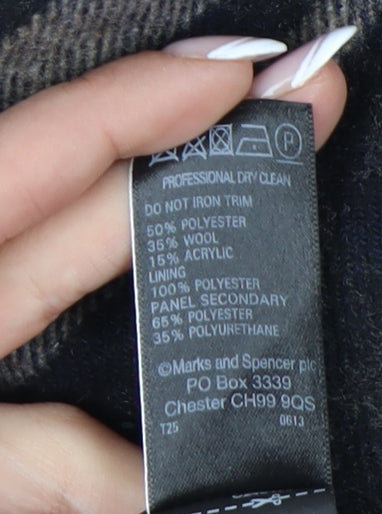 P
PROFESSIONAL DRY CLEAN
DO NOT IRON TRIM
50% POLYESTER
35% WOOL
15% ACRYLIC
LINING
100% POLYESTER
PANEL SECONDARY
65% POLYESTER
35% POLYURETHANE
©Marks and Spencer plc
PO Box 3339
Chester CH99 9QS
T25 0613